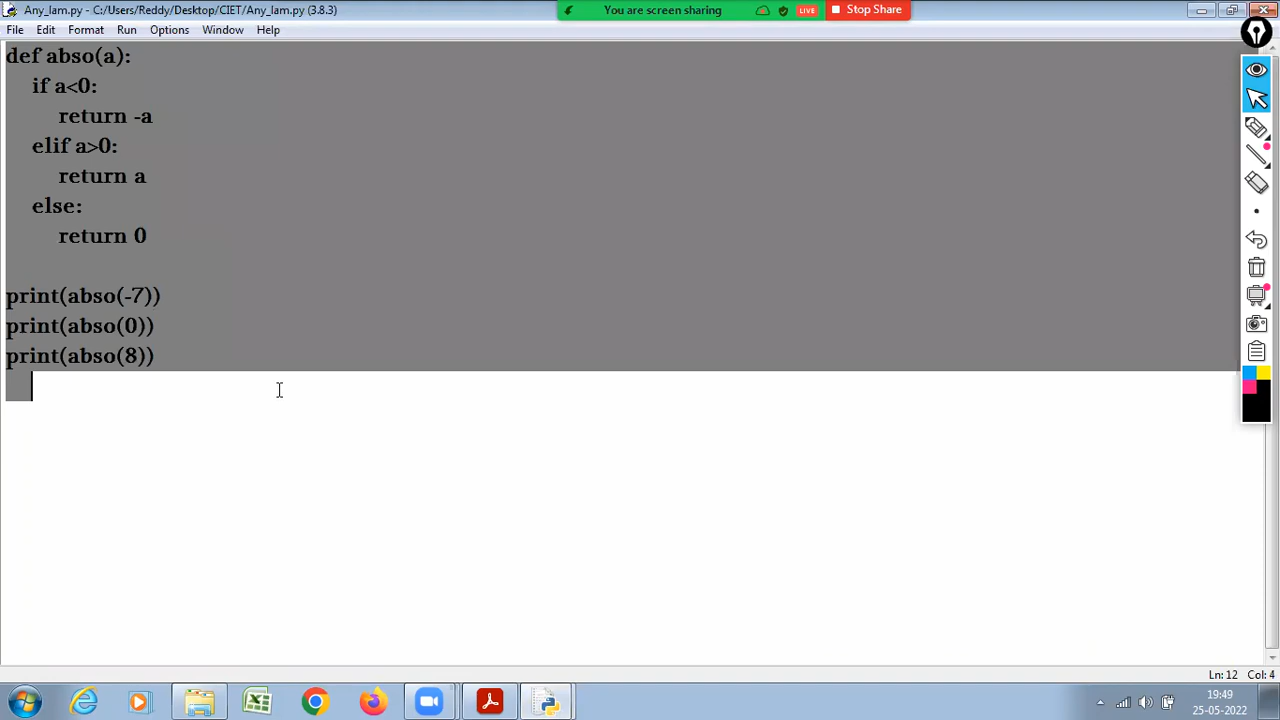 Any_lam.py - C:/Users/Reddy/Desktop/CIET/Any_lam.py (3.8.3)
You are screen sharing
LIVE
Stop Share
File Edit Format Run Options Window Help
def abso(a):
    if a<0:
        return -a
    elif a>0:
        return a
    else:
        return 0
print(abso(-7))
print(abso(0))
print(abso(8))
Ln: 12 Col: 4
19:49
25-05-2022